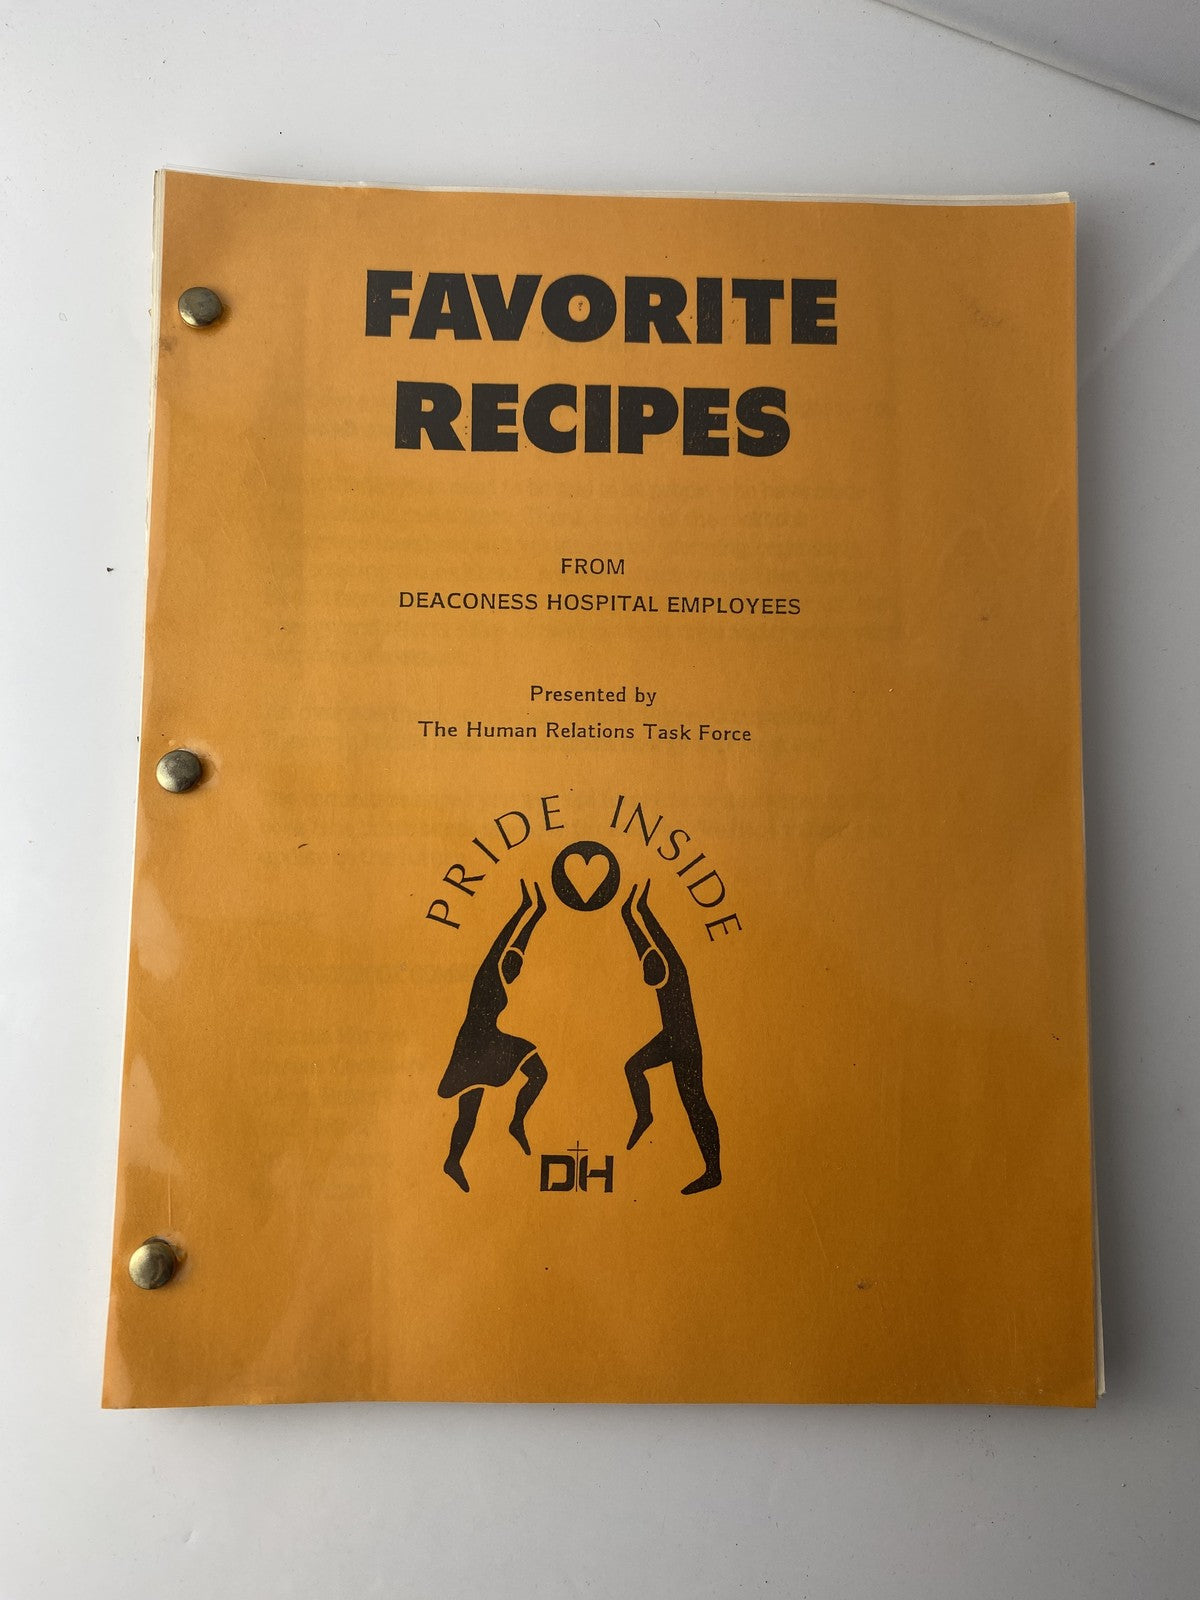 FAVORITE
RECIPES
FROM
DEACONESS HOSPITAL EMPLOYEES
Presented by
The Human Relations Task Force
PRIDE INSIDE
DH